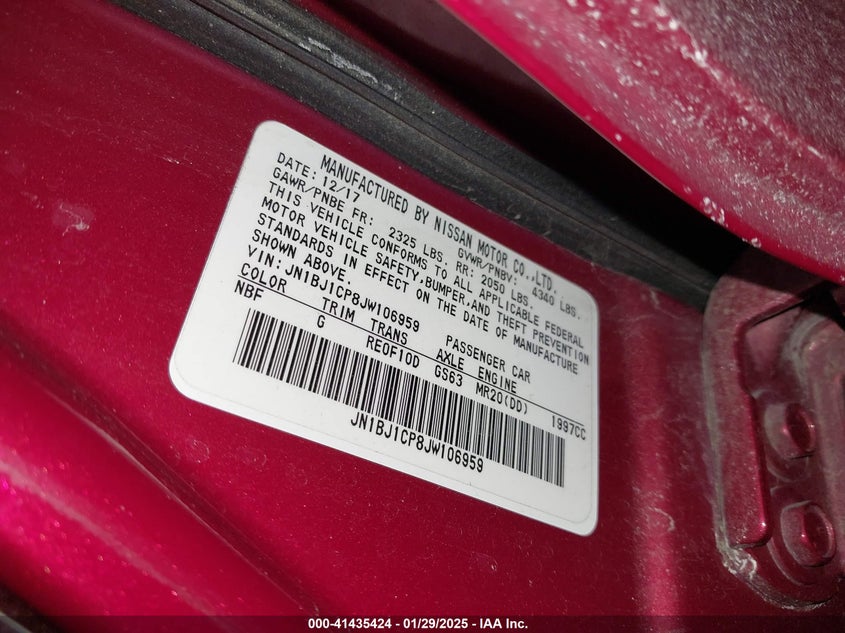 MANUFACTURED BY NISSAN MOTOR CO.,LTD.
DATE: 12/17 GVWR/PNBV: 4340 LBS.
GAWR/PNBE FR: 2325 LBS. RR: 2050 LBS.
THIS VEHICLE CONFORMS TO ALL APPLICABLE FEDERAL
MOTOR VEHICLE SAFETY,BUMPER,AND THEFT PREVENTION
STANDARDS IN EFFECT ON THE DATE OF MANUFACTURE
SHOWN ABOVE.
VIN:JN1BJ1CP8JW106959 PASSENGER CAR
COLOR TRIM TRANS AXLE ENGINE
NBF G RE0F10D GS63 MR20(DD) 1997CC
JN1BJ1CP8JW106959
000-41435424 - 01/29/2025 - IAA Inc.